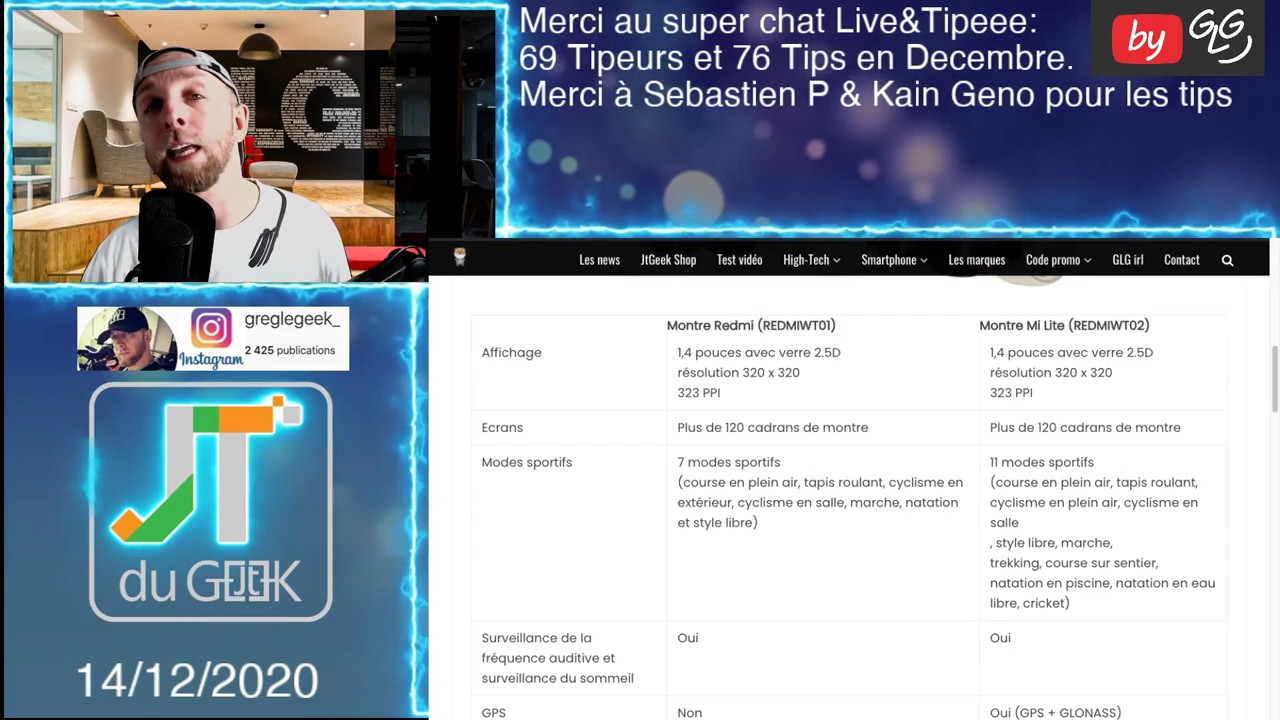 Merci au super chat Live&Tipeee:
69 Tipeurs et 76 Tips en Decembre.
Merci à Sebastien P & Kain Geno pour les tips
by GLG
Les news JtGeek Shop Test vidéo High-Tech Smartphone Les marques Code promo GLG irl Contact
greglegeek_
2 425 publications
Instagram
JT
du GEEK
14/12/2020
Montre Redmi (REDMIWT01) Montre Mi Lite (REDMIWT02)
Affichage
1,4 pouces avec verre 2.5D
résolution 320 x 320
323 PPI
1,4 pouces avec verre 2.5D
résolution 320 x 320
323 PPI
Ecrans Plus de 120 cadrans de montre Plus de 120 cadrans de montre
Modes sportifs
7 modes sportifs
(course en plein air, tapis roulant, cyclisme en
extérieur, cyclisme en salle, marche, natation
et style libre)
11 modes sportifs
(course en plein air, tapis roulant,
cyclisme en plein air, cyclisme en
salle
, style libre, marche,
trekking, course sur sentier,
natation en piscine, natation en eau
libre, cricket)
Surveillance de la
fréquence auditive et
surveillance du sommeil
Oui
Oui
GPS Non Oui (GPS + GLONASS)